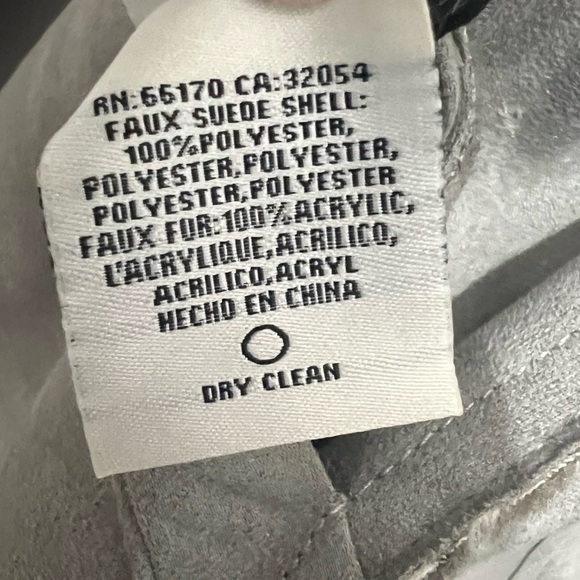 RN:66170 CA:32054
FAUX SUEDE SHELL:
100%POLYESTER,
POLYESTER,POLYESTER,
POLYESTER,POLYESTER
FAUX FUR:100%ACRYLIC,
L'ACRYLIQUE,ACRILICO,
ACRILICO,ACRYL
HECHO EN CHINA
DRY CLEAN